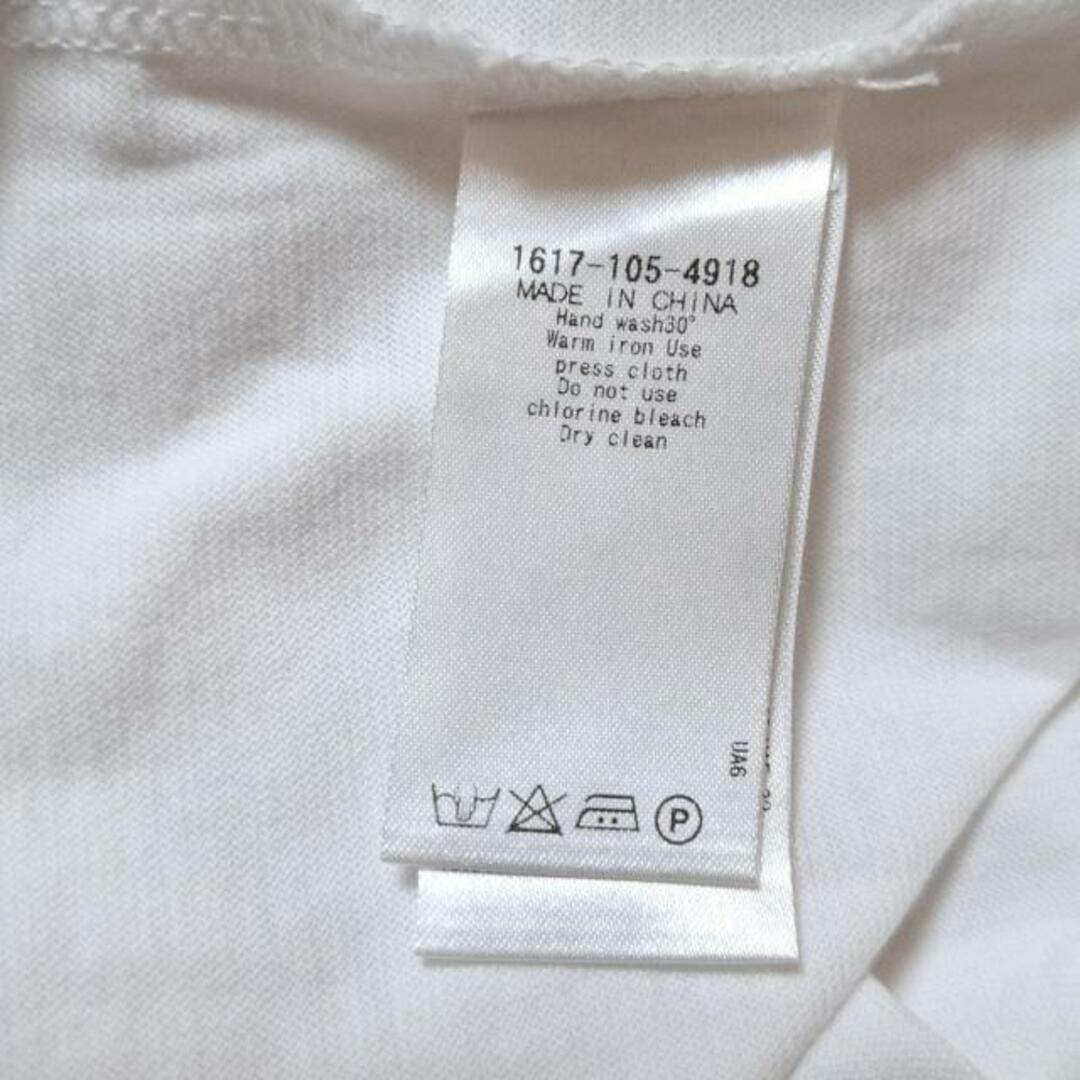 1617-105-4918
MADE IN CHINA
Hand wash30°
Warm iron Use
press cloth
Do not use
chlorine bleach
Dry clean
UA6
P